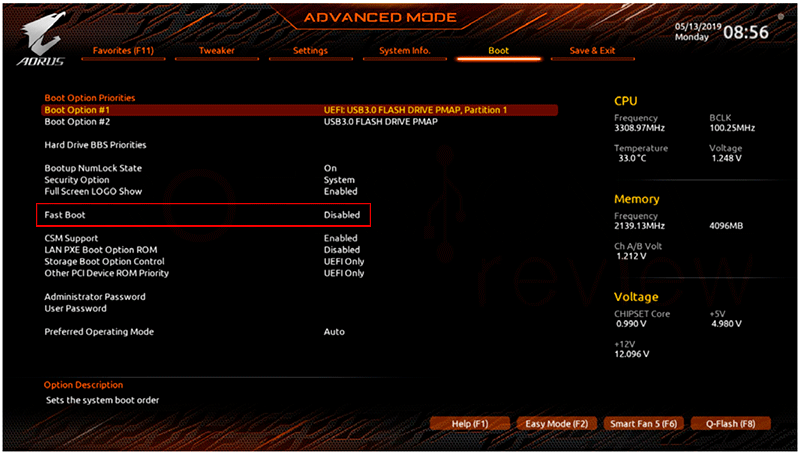 ADVANCED MODE
AORUS
05/13/2019
Monday
08:56
Favorites (F11) Tweaker Settings System Info. Boot Save & Exit
Boot Option Priorities
Boot Option #1 UEFI: USB3.0 FLASH DRIVE PMAP, Partition 1
Boot Option #2 USB3.0 FLASH DRIVE PMAP
Hard Drive BBS Priorities
Bootup NumLock State On
Security Option System
Full Screen LOGO Show Enabled
Fast Boot Disabled
CSM Support Enabled
LAN PXE Boot Option ROM Disabled
Storage Boot Option Control UEFI Only
Other PCI Device ROM Priority UEFI Only
Administrator Password
User Password
Preferred Operating Mode Auto
CPU
Frequency BCLK
3308.97MHz 100.25MHz
Temperature Voltage
33.0 °C 1.248 V
Memory
Frequency
2139.13MHz 4096MB
Ch A/B Volt
1.212 V
Voltage
CHIPSET Core +5V
0.990 V 4.980 V
+12V
12.096 V
review
Option Description
Sets the system boot order
Help (F1) Easy Mode (F2) Smart Fan 5 (F6) Q-Flash (F8)